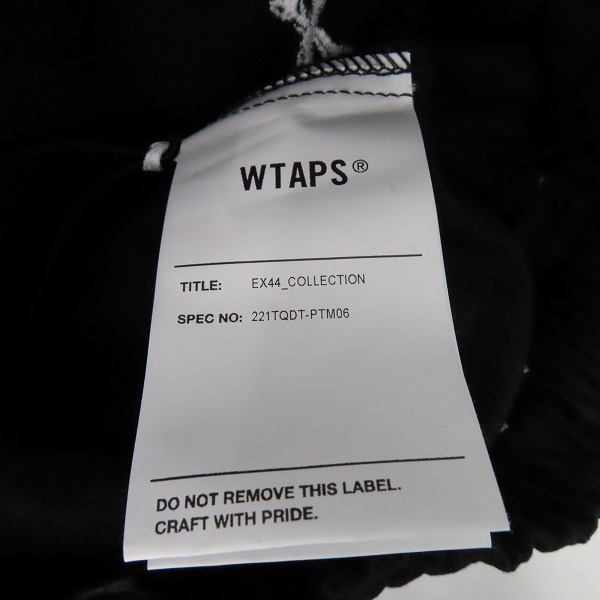 WTAPS®
TITLE: EX44_COLLECTION
SPEC NO: 221TQDT-PTM06
DO NOT REMOVE THIS LABEL.
CRAFT WITH PRIDE.